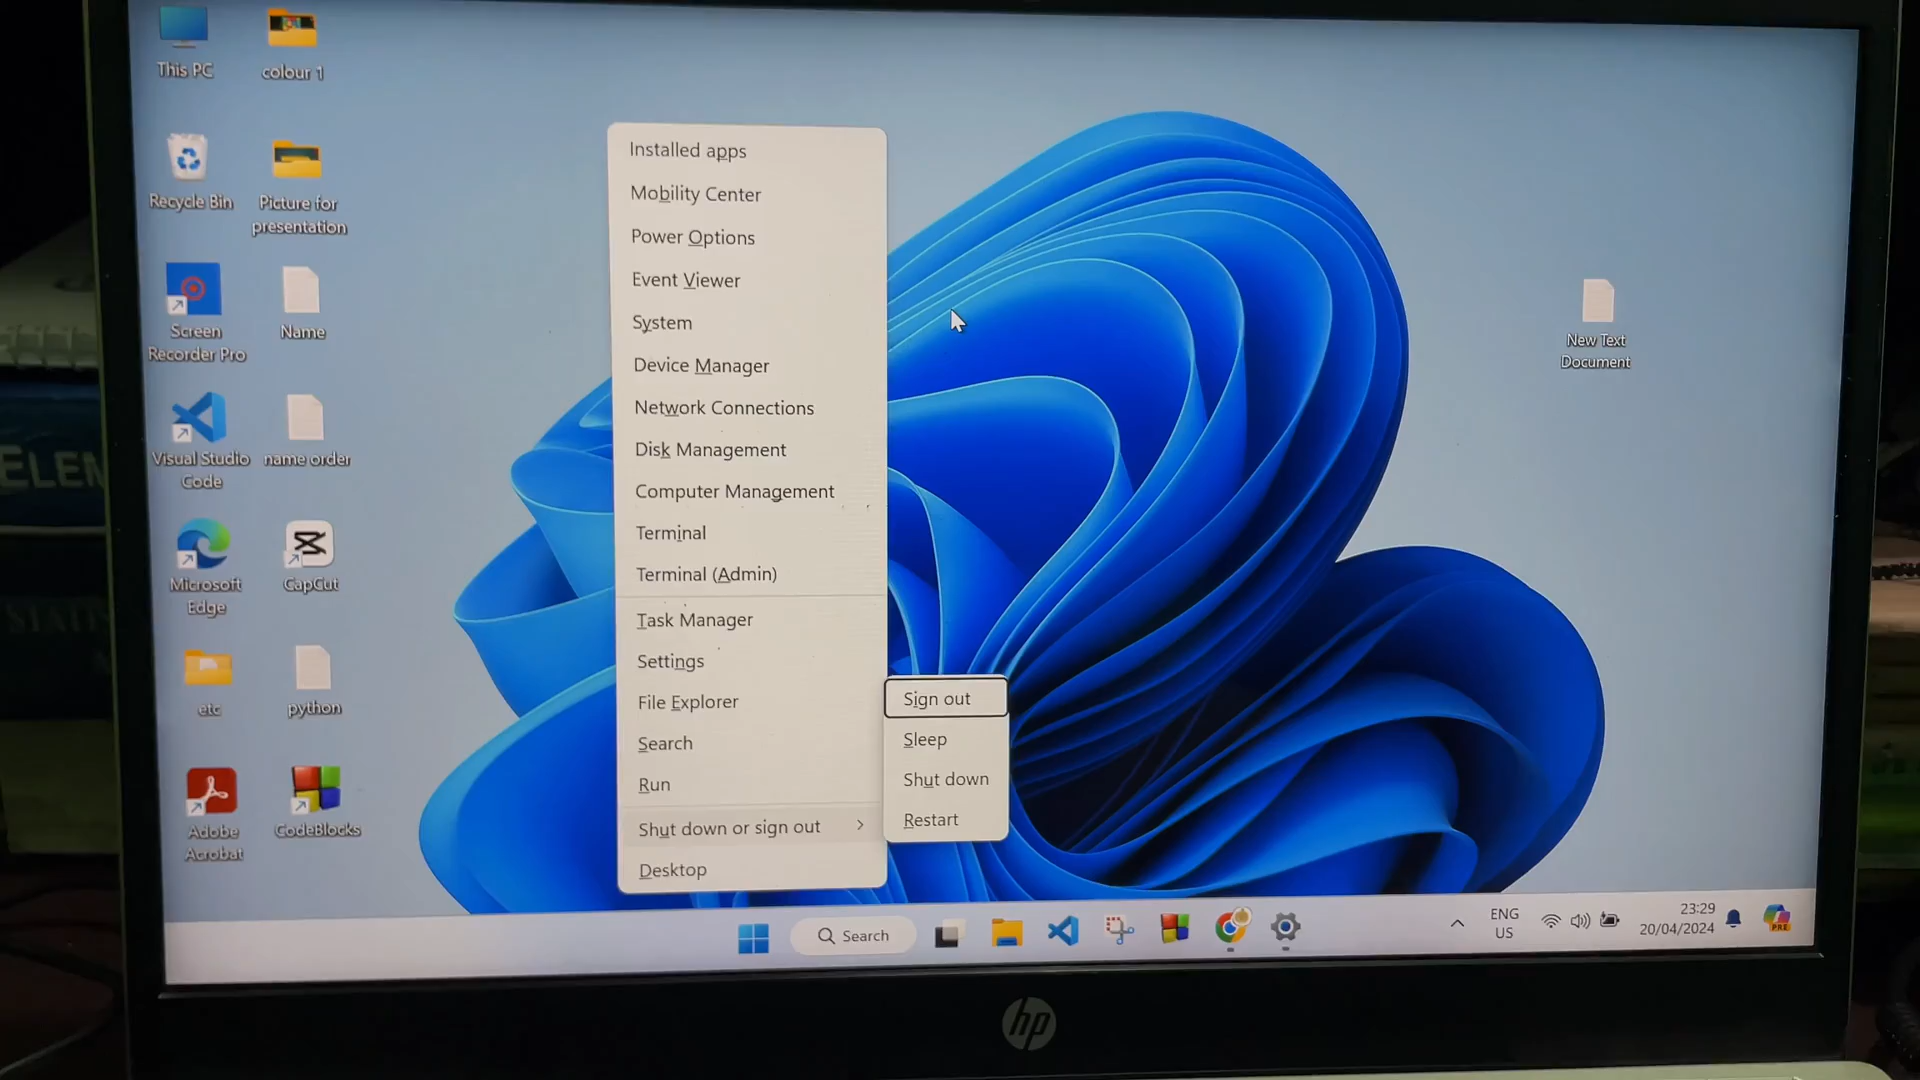 This PC
colour 1
Recycle Bin
Picture for
presentation
Screen
Recorder Pro
Name
Visual Studio
Code
name order
Microsoft
Edge
CapCut
etc
python
Adobe
Acrobat
CodeBlocks
Installed apps
Mobility Center
Power Options
Event Viewer
System
Device Manager
Network Connections
Disk Management
Computer Management
Terminal
Terminal (Admin)
Task Manager
Settings
File Explorer
Search
Run
Shut down or sign out
Desktop
Sign out
Sleep
Shut down
Restart
New Text
Document
Search
ENG
US
23:29
20/04/2024
PRE
hp
ELEM